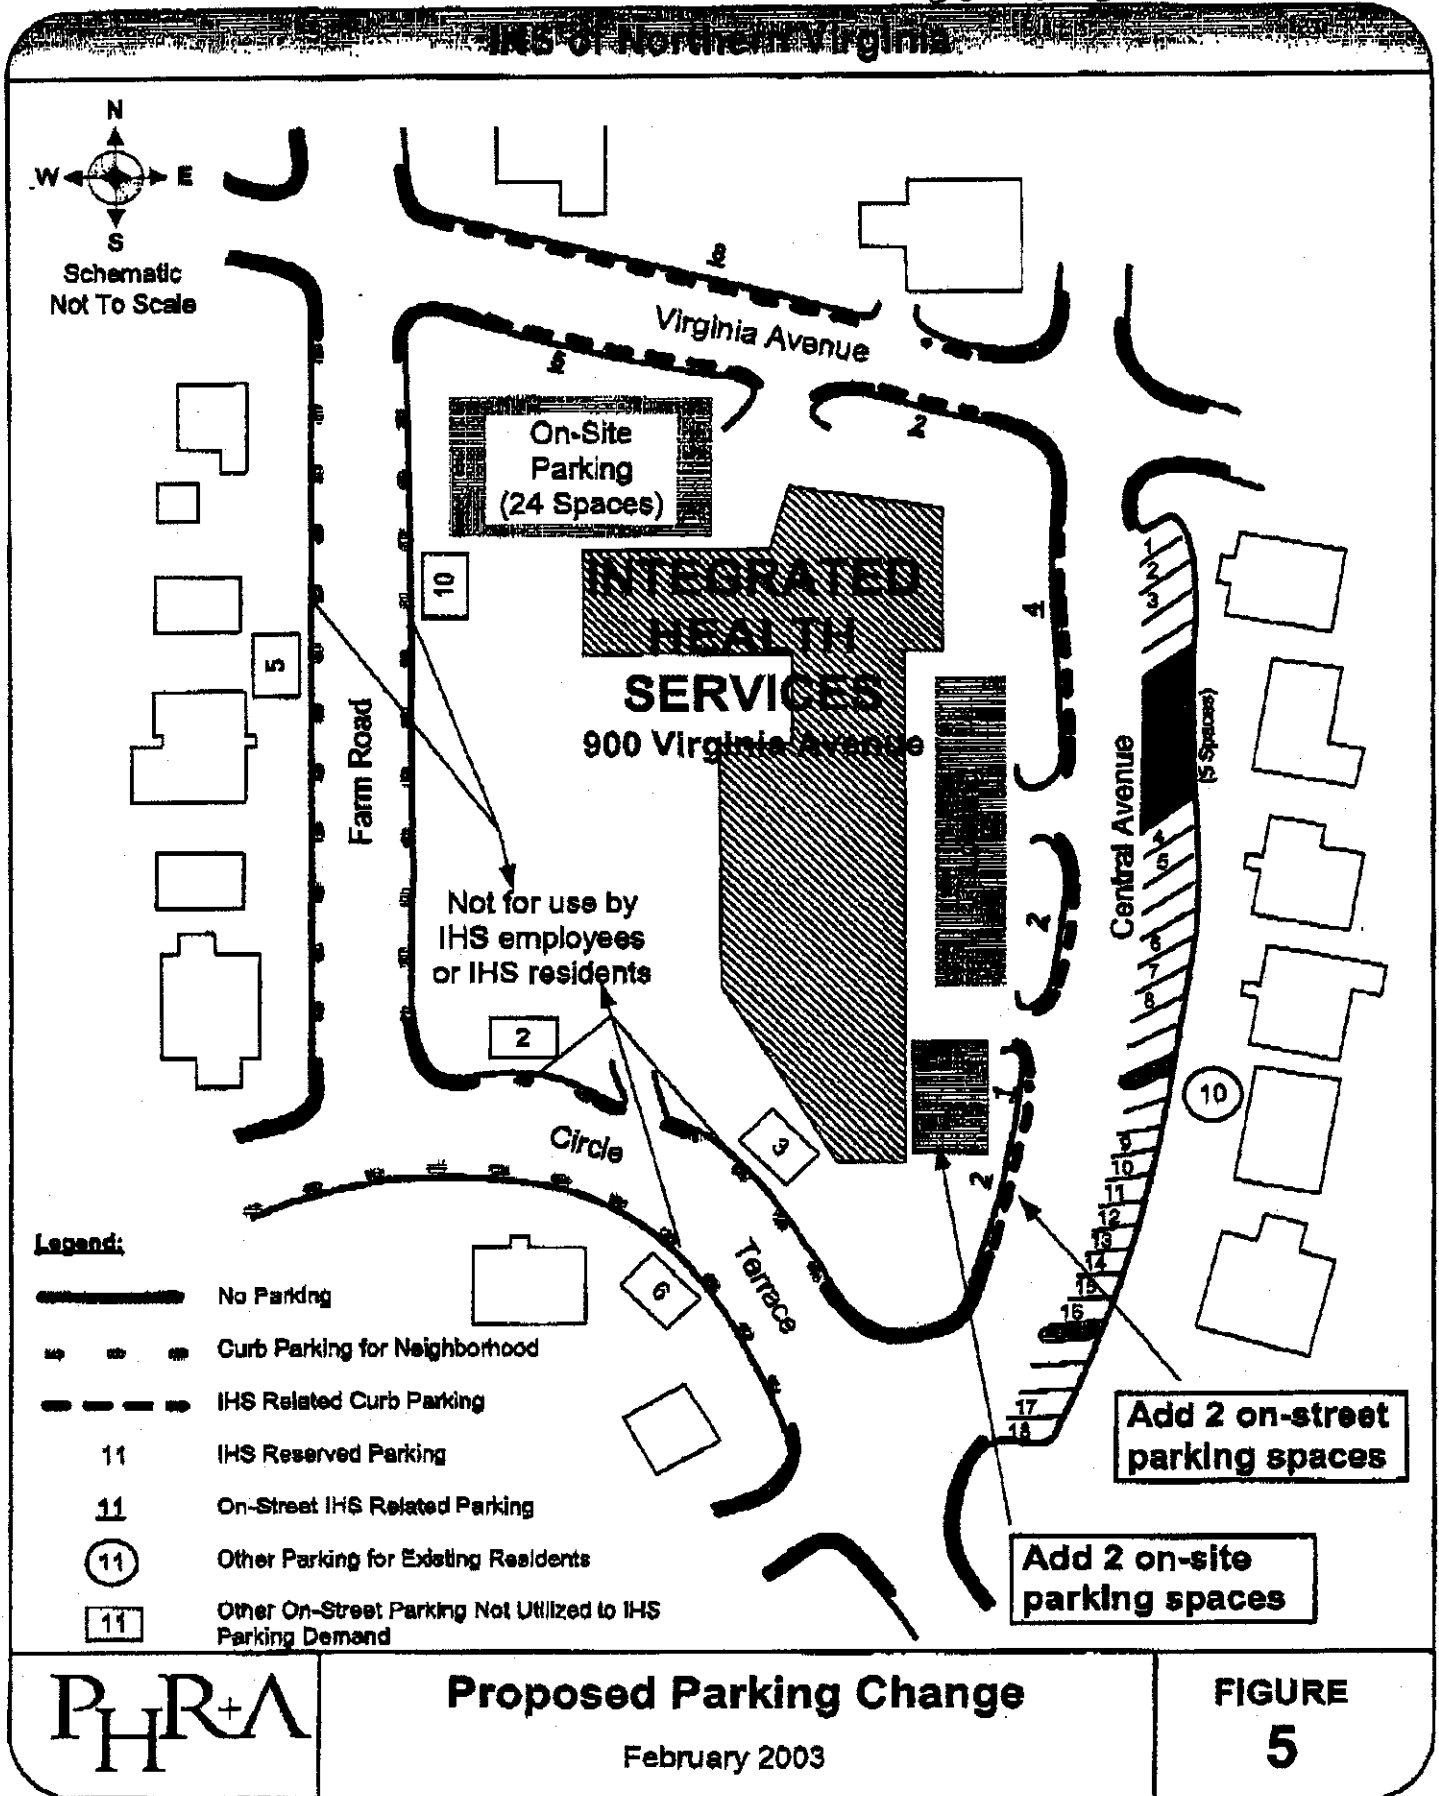 IHS of Northern Virginia
N
W
E
S
Schematic
Not To Scale
8
Virginia Avenue
5
2
On-Site
Parking
(24 Spaces)
10
5
Farm Road
INTEGRATED
HEALTH
SERVICES
900 Virginia Avenue
4
2
1
2
Central Avenue
(5 Spaces)
1
2
3
4
5
6
7
8
9
10
11
12
13
14
15
16
17
18
10
Not for use by
IHS employees
or IHS residents
2
3
6
Circle
Terrace
Add 2 on-street
parking spaces
Add 2 on-site
parking spaces
Legend:
No Parking
Curb Parking for Neighborhood
IHS Related Curb Parking
11 IHS Reserved Parking
11 On-Street IHS Related Parking
11 Other Parking for Existing Residents
11 Other On-Street Parking Not Utilized to IHS
Parking Demand
PHR+A
Proposed Parking Change
February 2003
FIGURE
5